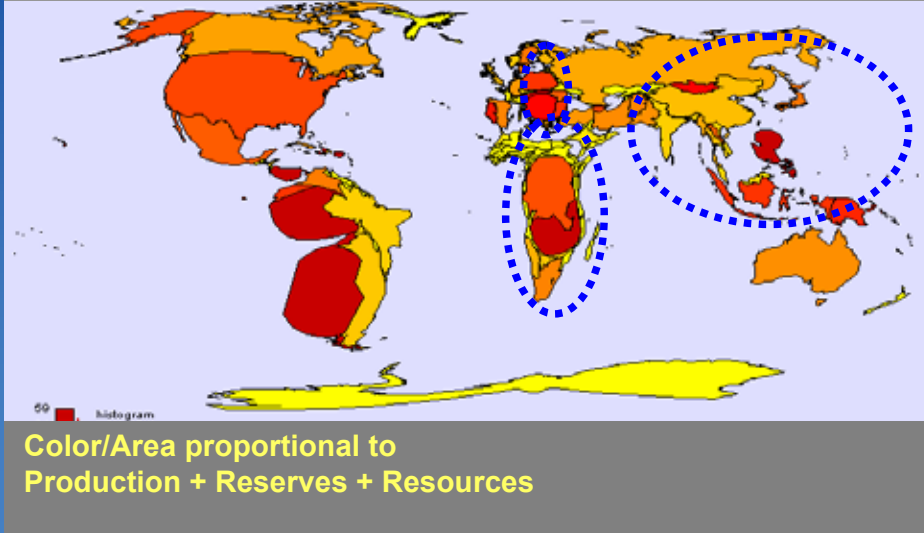 59
histogram
Color/Area proportional to
Production + Reserves + Resources